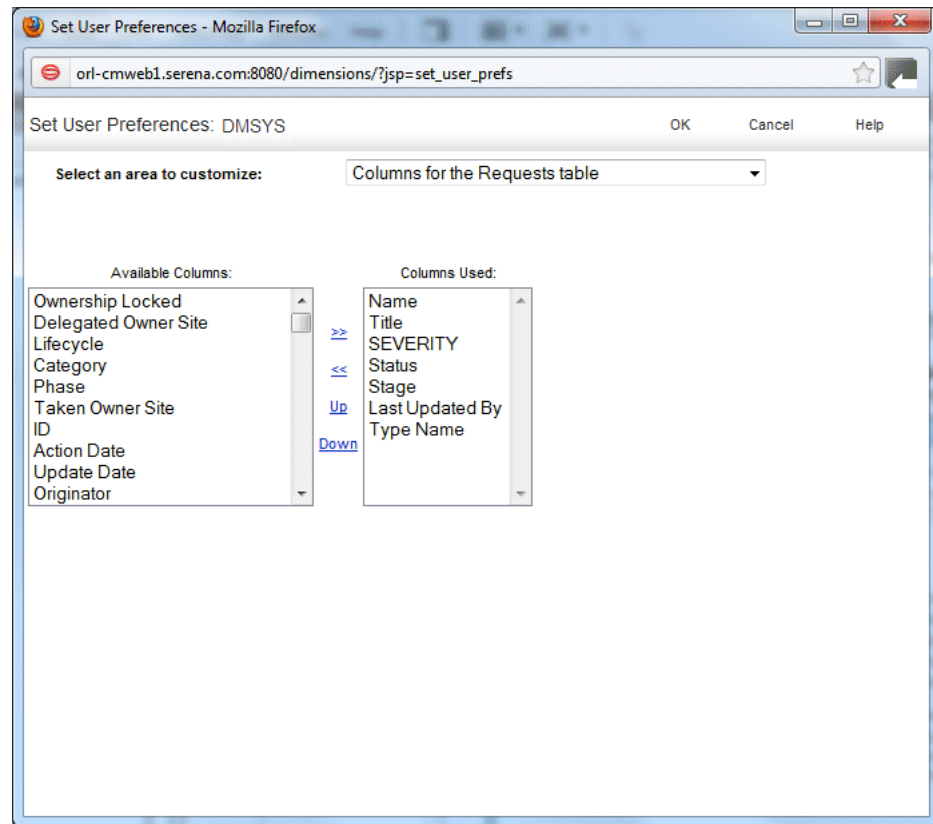 Set User Preferences - Mozilla Firefox
orl-cmweb1.serena.com:8080/dimensions/?jsp=set_user_prefs
Set User Preferences: DMSYS OK Cancel Help
Select an area to customize: Columns for the Requests table
Available Columns: Columns Used:
Ownership Locked
Delegated Owner Site
Lifecycle
Category
Phase
Taken Owner Site
ID
Action Date
Update Date
Originator
>>
<<
Up
Down
Name
Title
SEVERITY
Status
Stage
Last Updated By
Type Name